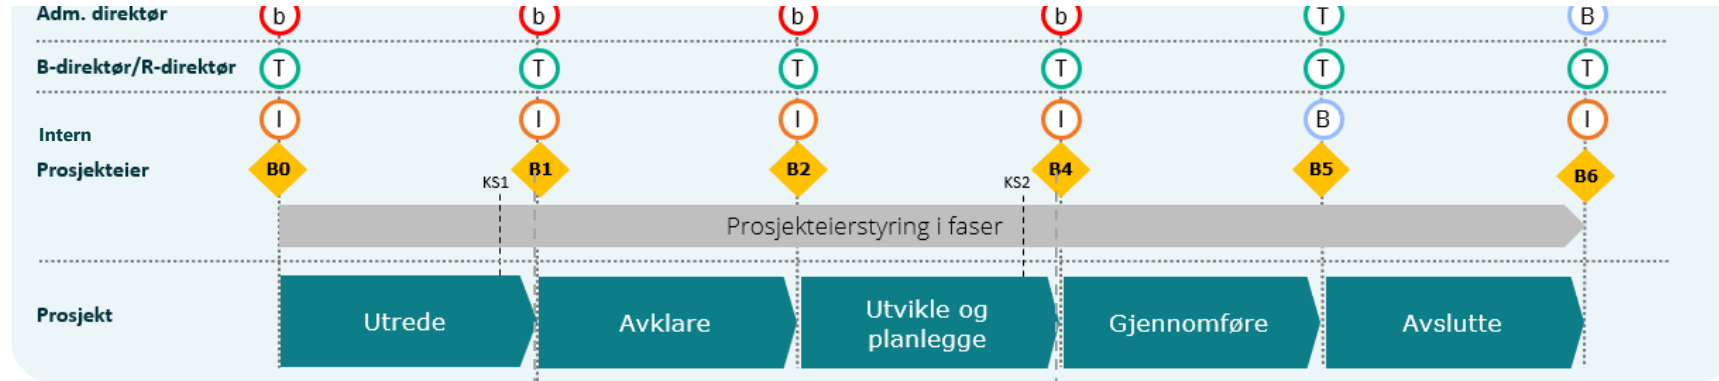 Adm. direktør b b b b T B
B-direktør/R-direktør T T T T T T
I I I I B I
Intern
Prosjekteier B0 B1 B2 B4 B5 B6
KS1 KS2
Prosjekteierstyring i faser
Prosjekt Utrede Avklare Utvikle og planlegge Gjennomføre Avslutte